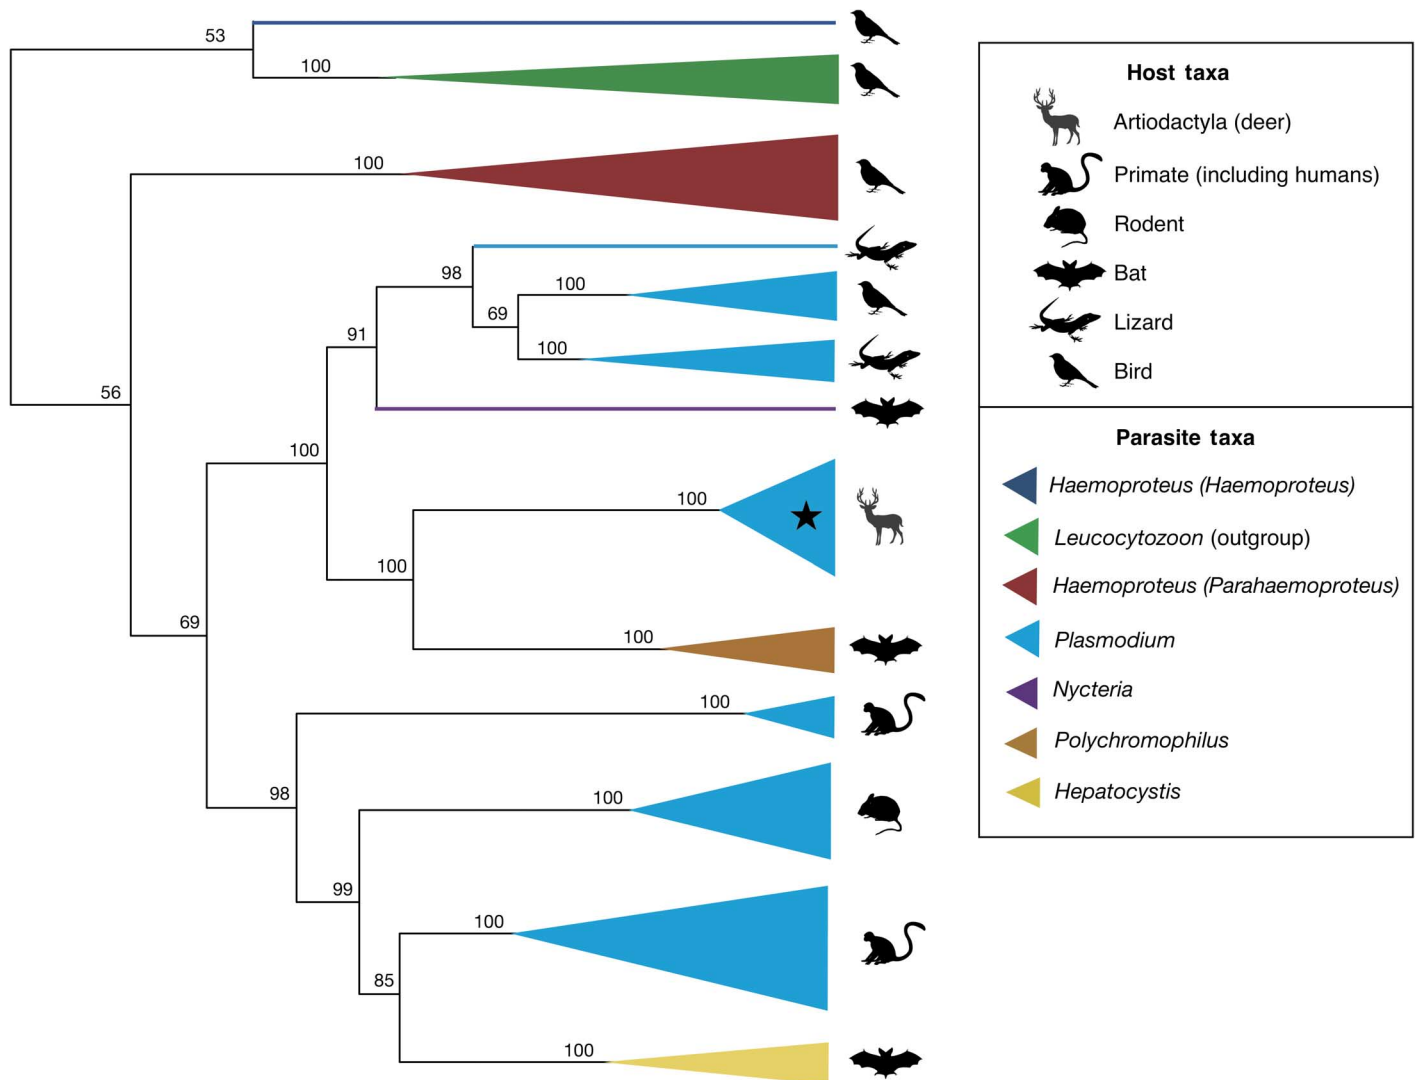 53
100
100
98
100
69
100
91
56
100
100
100
100
69
100
98
100
99
100
85
100
Host taxa
Artiodactyla (deer)
Primate (including humans)
Rodent
Bat
Lizard
Bird
Parasite taxa
Haemoproteus (Haemoproteus)
Leucocytozoon (outgroup)
Haemoproteus (Parahaemoproteus)
Plasmodium
Nycteria
Polychromophilus
Hepatocystis